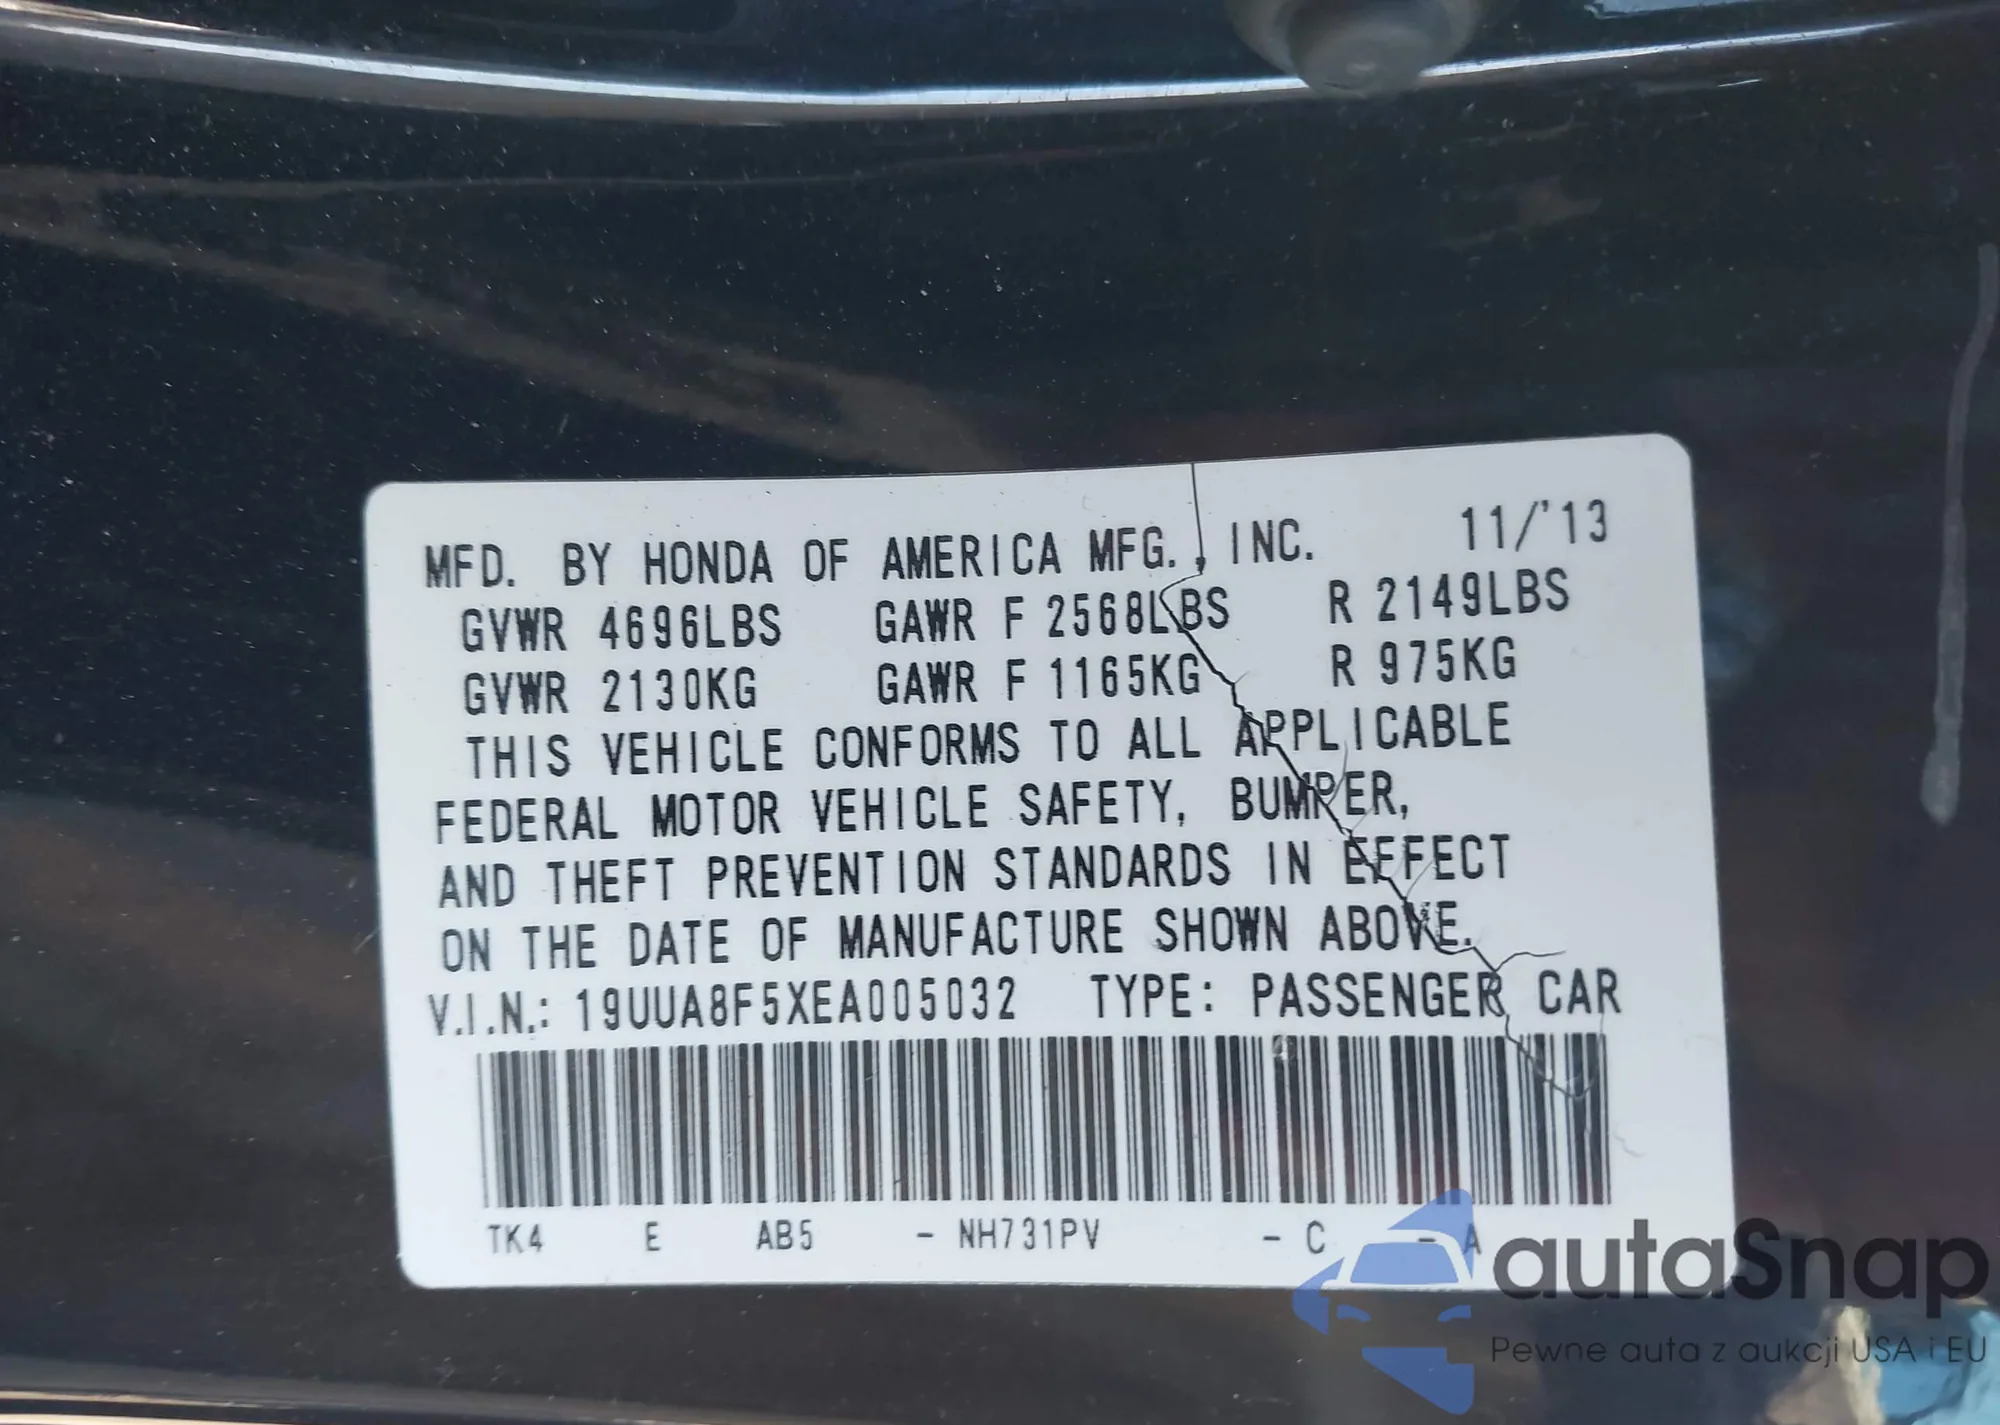 MFD. BY HONDA OF AMERICA MFG., INC. 11/'13
GVWR 4696LBS GAWR F 2568LBS R 2149LBS
GVWR 2130KG GAWR F 1165KG R 975KG
THIS VEHICLE CONFORMS TO ALL APPLICABLE
FEDERAL MOTOR VEHICLE SAFETY, BUMPER,
AND THEFT PREVENTION STANDARDS IN EFFECT
ON THE DATE OF MANUFACTURE SHOWN ABOVE.
V.I.N.: 19UUA8F5XEA005032 TYPE: PASSENGER CAR
TK4 E AB5 - NH731PV - C - A
autaSnap
Pewne auta z aukcji USA i EU